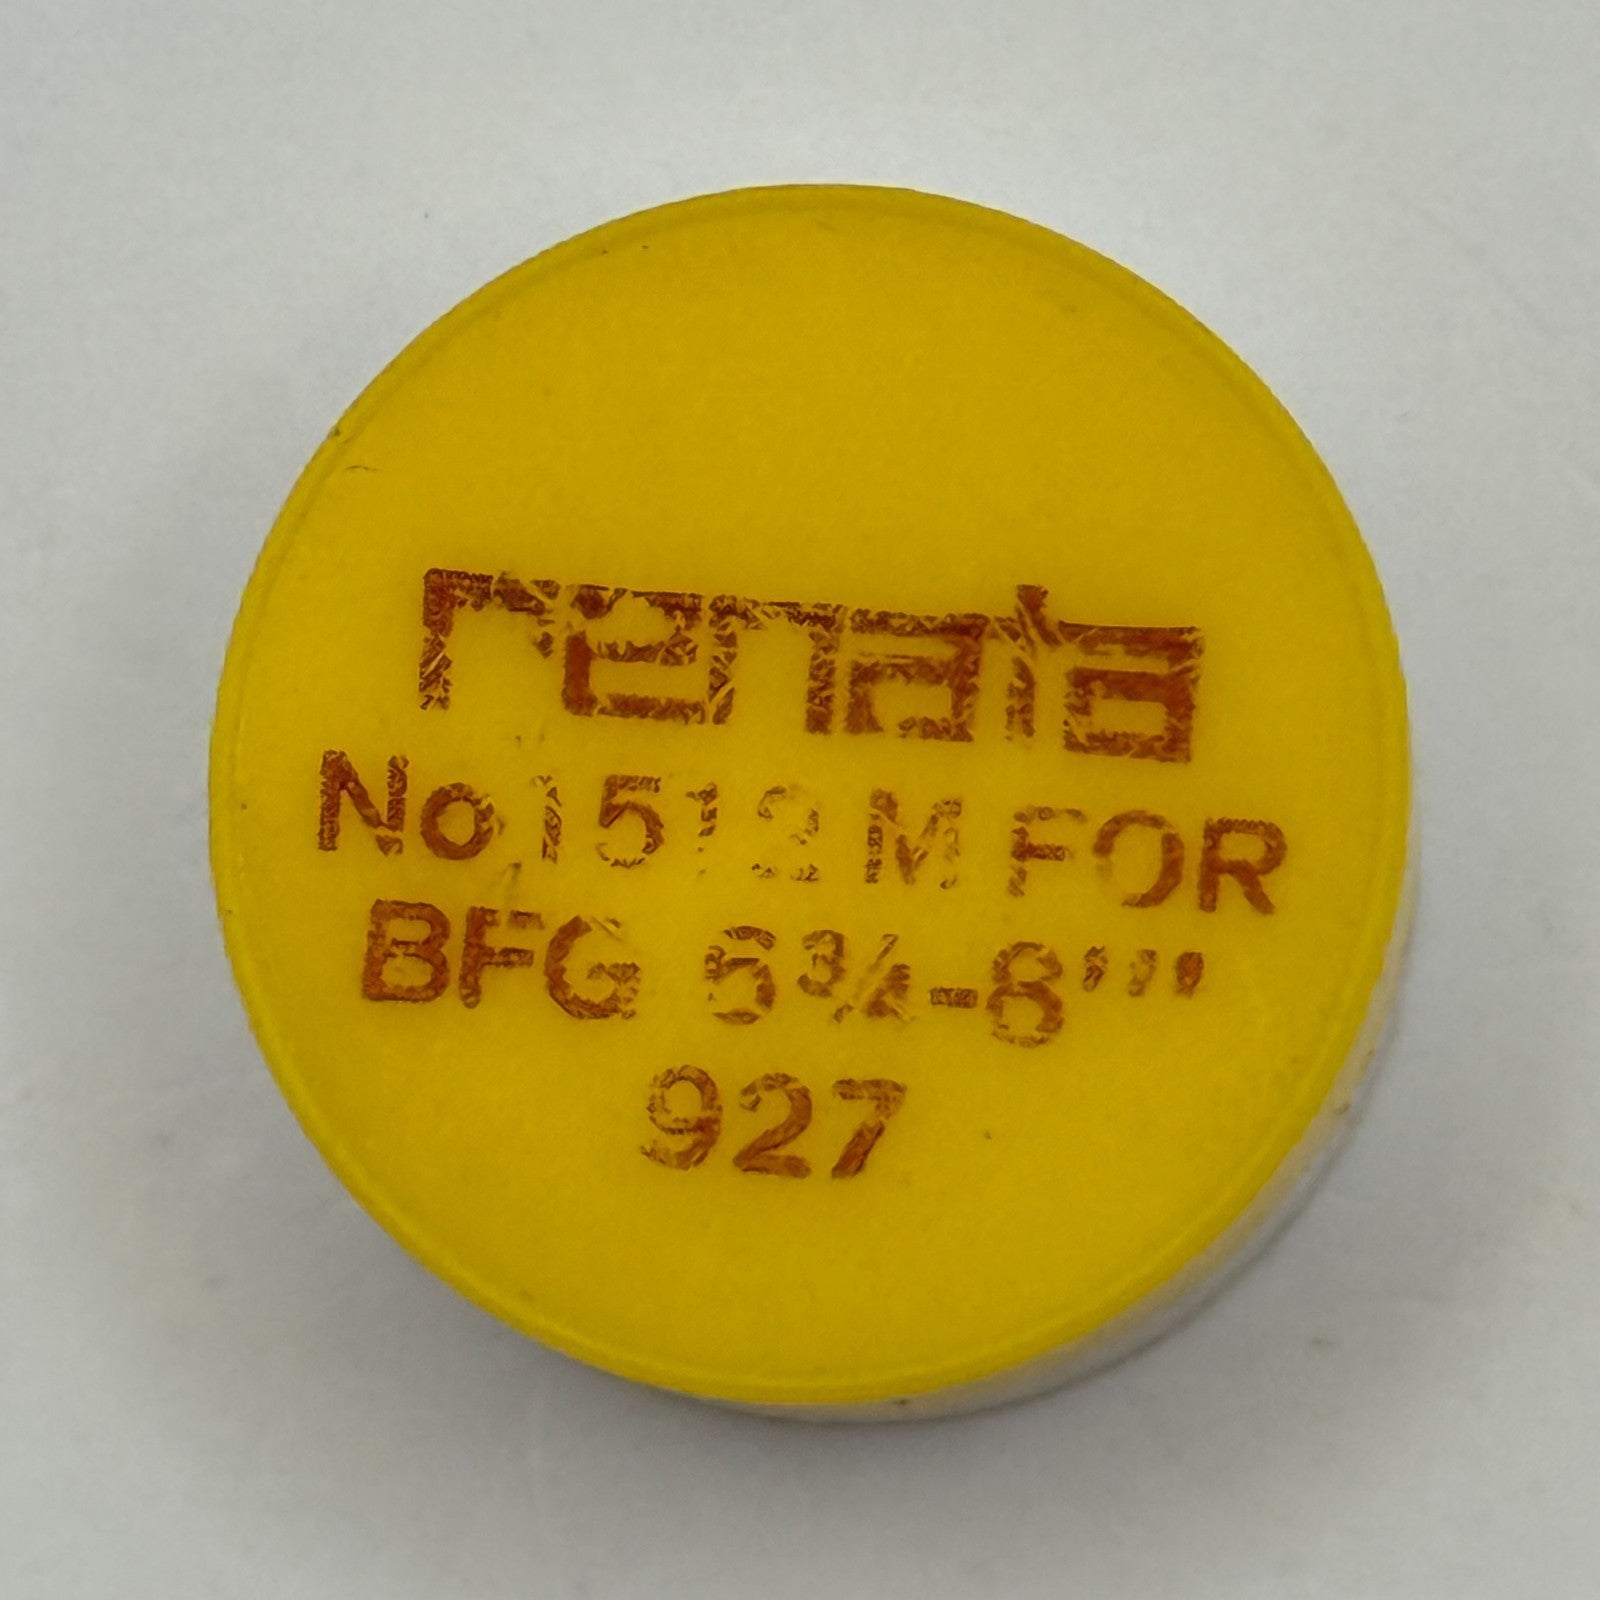 renata
No 1512 M FOR
BFG 6¾-8'''
927